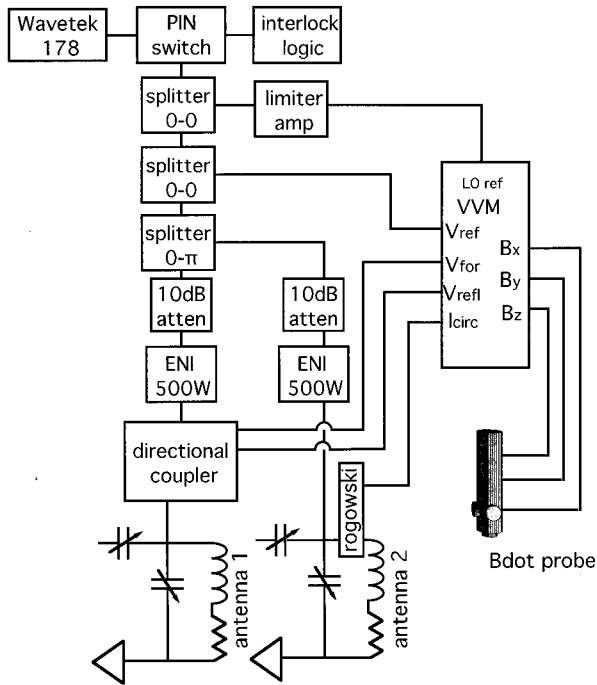 Wavetek
178
PIN
switch
interlock
logic
splitter
0-0
limiter
amp
splitter
0-0
LO ref
VVM
Vref
Vfor
Vrefl
Icirc
Bx
By
Bz
splitter
0-π
10dB
atten
10dB
atten
ENI
500W
ENI
500W
directional
coupler
rogowski
antenna 1
antenna 2
Bdot probe